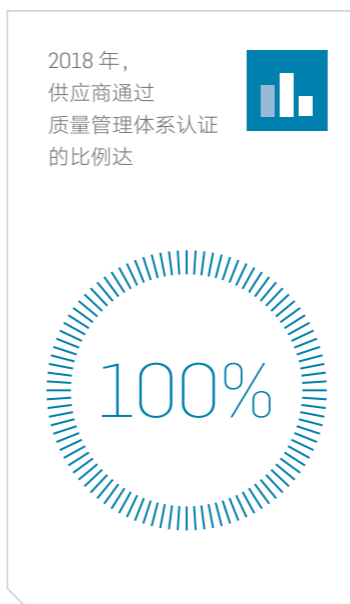 2018 年，
供应商通过
质量管理体系认证
的比例达
100%